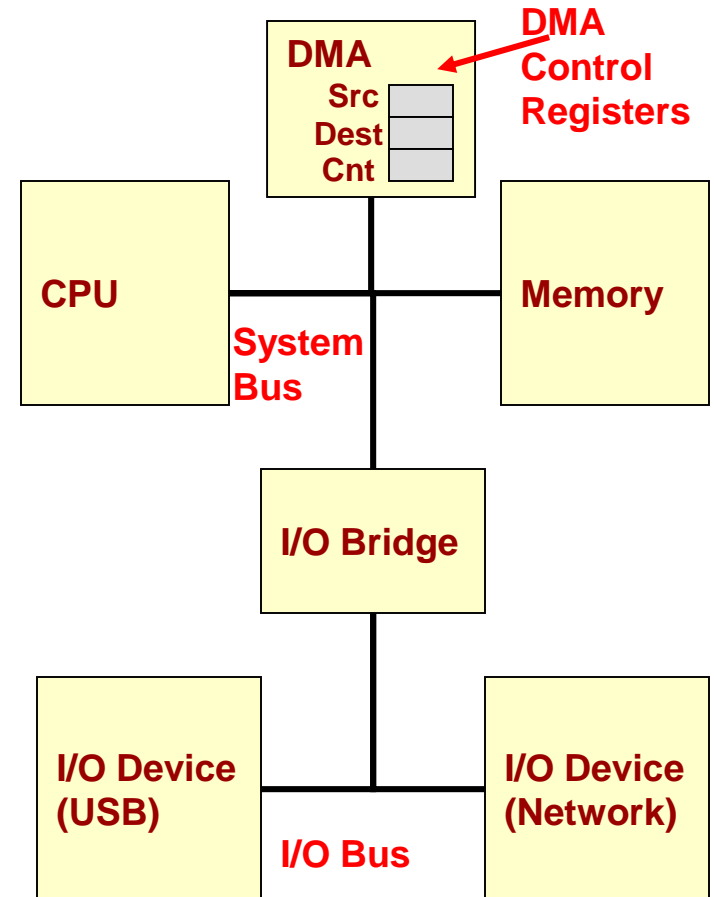 DMA
Src
Dest
Cnt
DMA
Control
Registers
CPU
Memory
System
Bus
I/O Bridge
I/O Device
(USB)
I/O Device
(Network)
I/O Bus